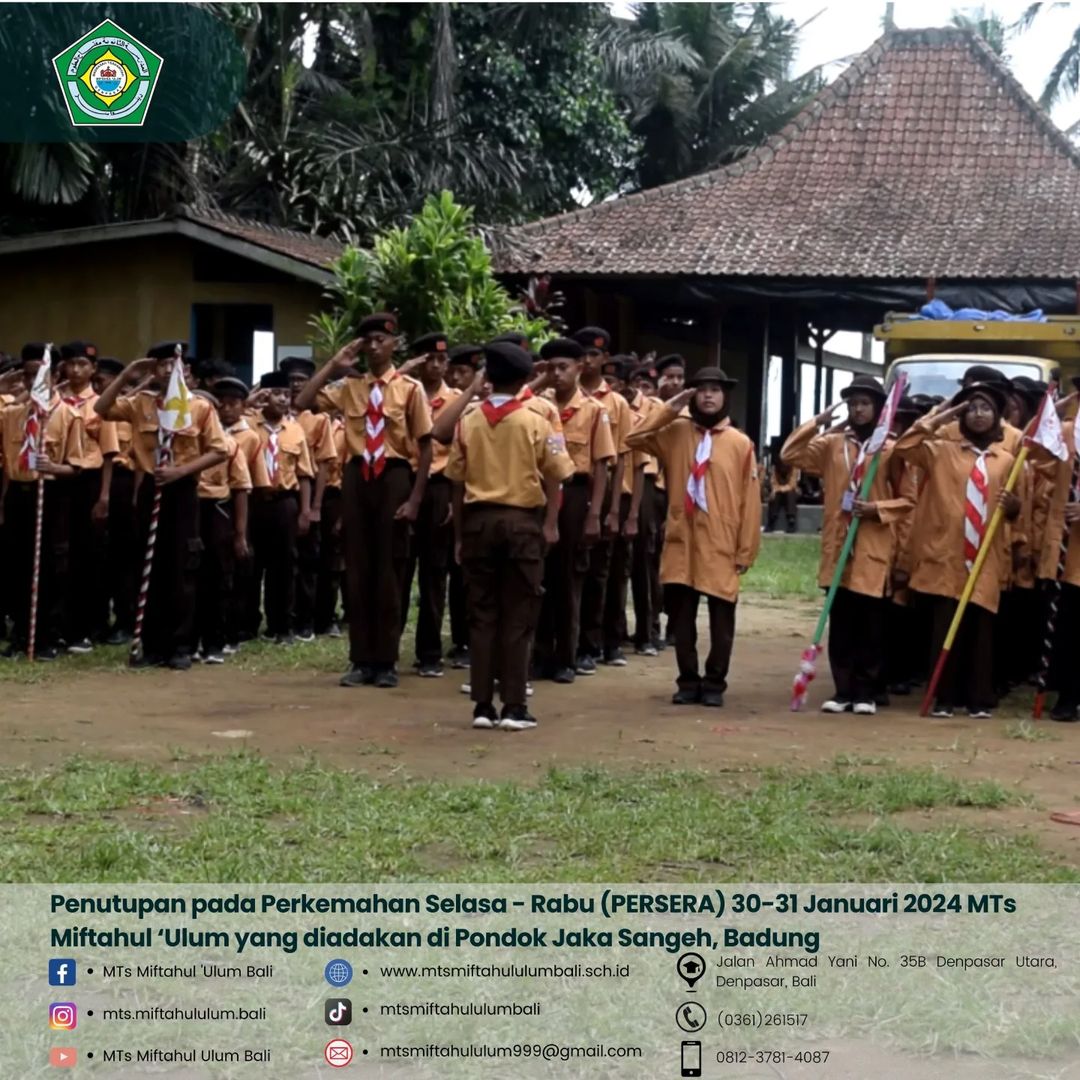 Penutupan pada Perkemahan Selasa - Rabu (PERSERA) 30-31 Januari 2024 MTs
Miftahul ‘Ulum yang diadakan di Pondok Jaka Sangeh, Badung
• MTs Miftahul 'Ulum Bali
• mts.miftahululum.bali
• MTs Miftahul Ulum Bali
• www.mtsmiftahululumbali.sch.id
• mtsmiftahululumbali
• mtsmiftahululum999@gmail.com
Jalan Ahmad Yani No. 35B Denpasar Utara,
Denpasar, Bali
(0361)261517
0812-3781-4087